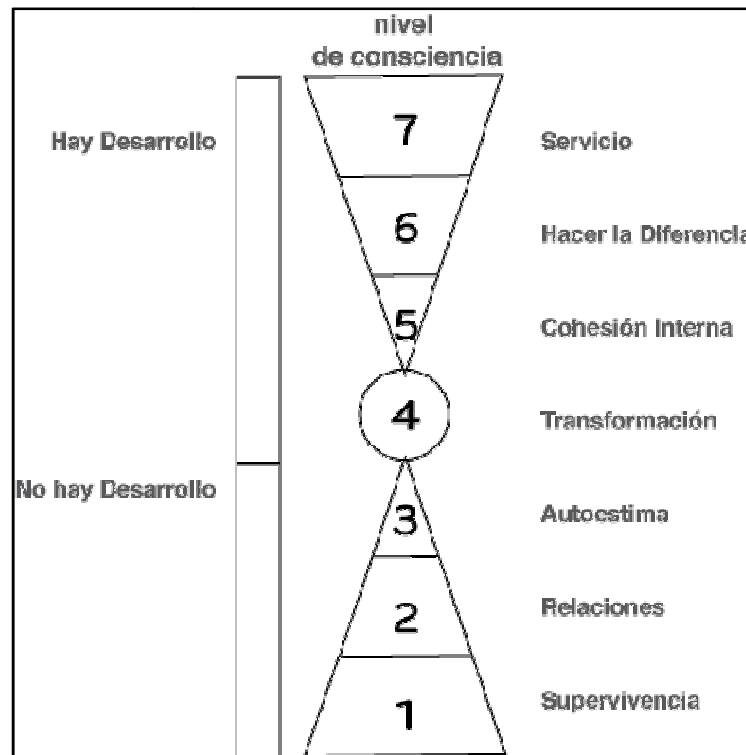 nivel
de consciencia
Hay Desarrollo
7
Servicio
6
Hacer la Diferencia
5
Cohesión Interna
4
Transformación
No hay Desarrollo
3
Autoestima
2
Relaciones
1
Supervivencia